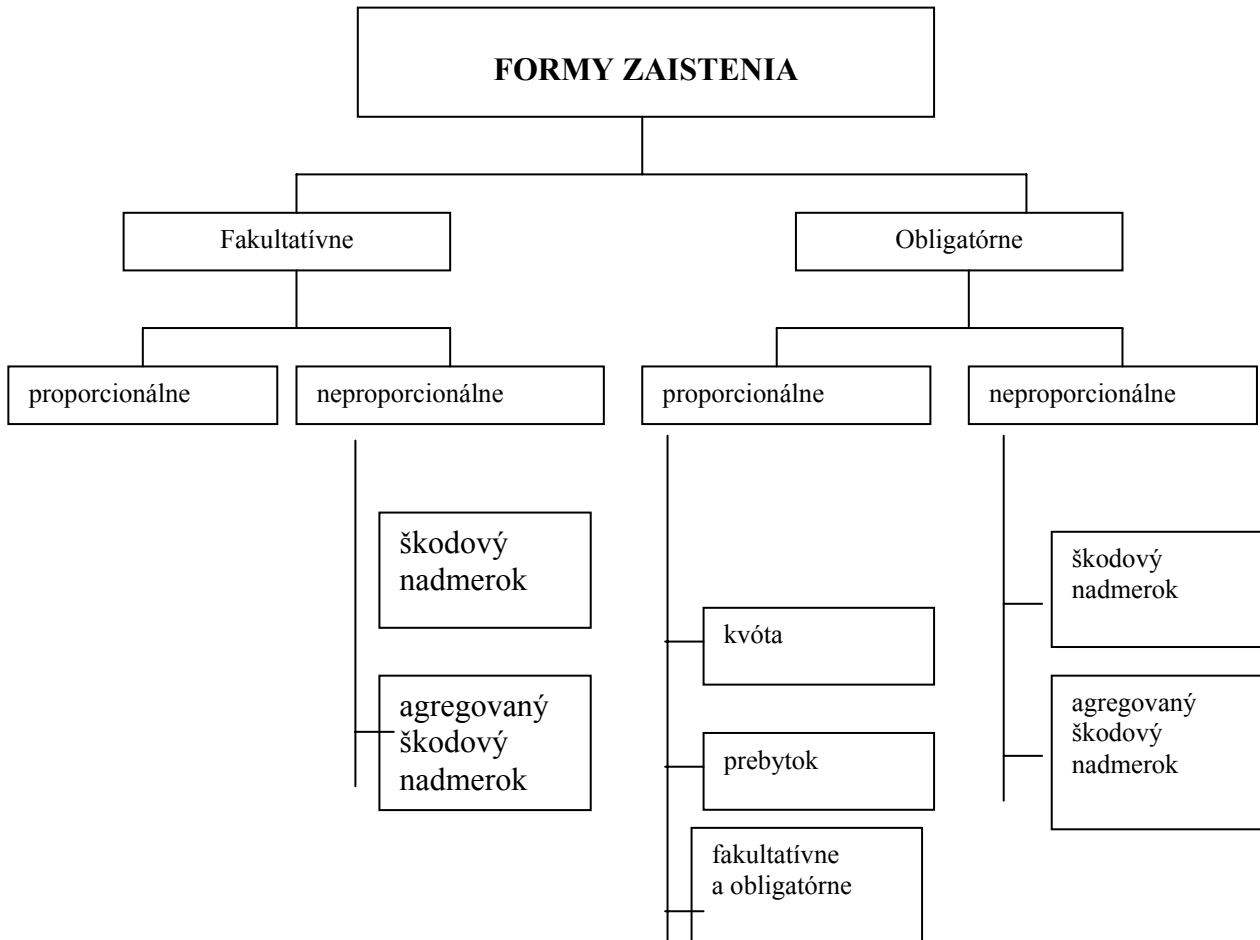 FORMY ZAISTENIA
Fakultatívne
Obligatórne
proporcionálne
neproporcionálne
proporcionálne
neproporcionálne
škodový
nadmerok
agregovaný
škodový
nadmerok
kvóta
prebytok
fakultatívne
a obligatórne
škodový
nadmerok
agregovaný
škodový
nadmerok